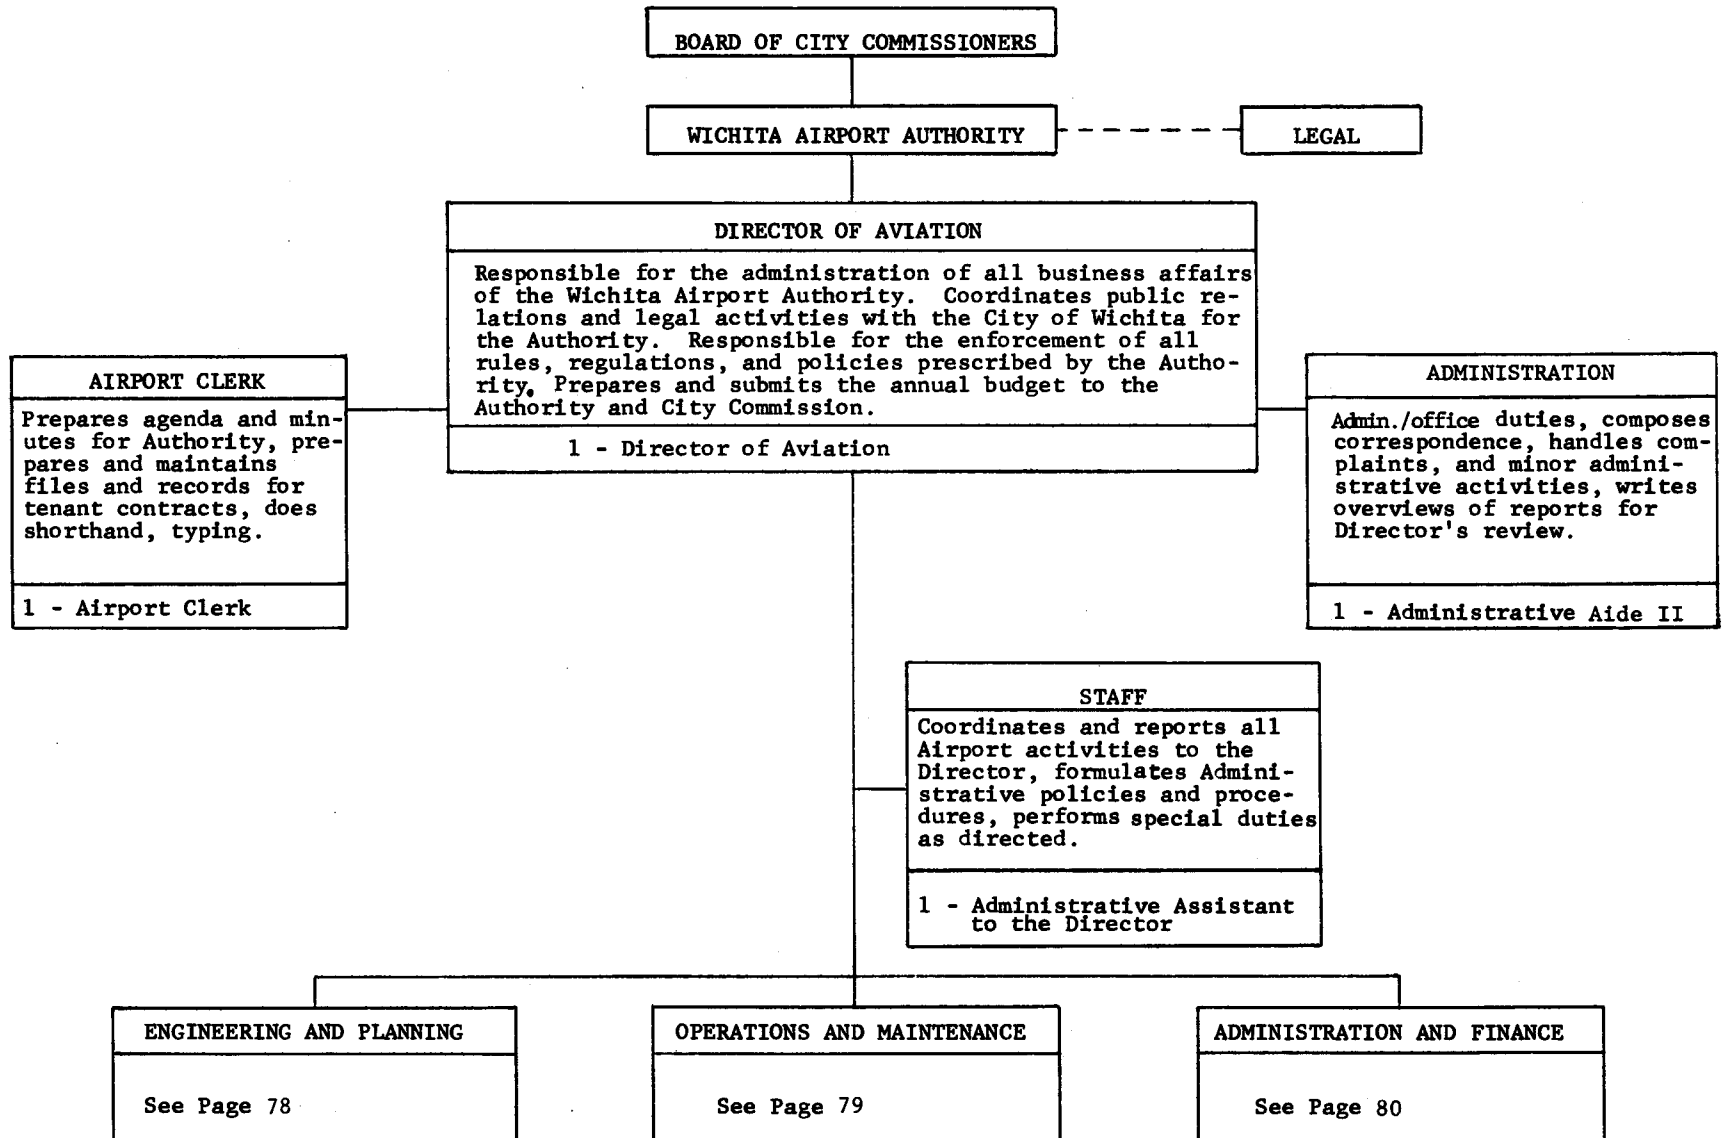 BOARD OF CITY COMMISSIONERS
WICHITA AIRPORT AUTHORITY
LEGAL
DIRECTOR OF AVIATION
Responsible for the administration of all business affairs
of the Wichita Airport Authority. Coordinates public re-
lations and legal activities with the City of Wichita for
the Authority. Responsible for the enforcement of all
rules, regulations, and policies prescribed by the Autho-
rity. Prepares and submits the annual budget to the
Authority and City Commission.
1 - Director of Aviation
AIRPORT CLERK
Prepares agenda and min-
utes for Authority, pre-
pares and maintains
files and records for
tenant contracts, does
shorthand, typing.
1 - Airport Clerk
ADMINISTRATION
Admin./office duties, composes
correspondence, handles com-
plaints, and minor admini-
strative activities, writes
overviews of reports for
Director's review.
1 - Administrative Aide II
STAFF
Coordinates and reports all
Airport activities to the
Director, formulates Admini-
strative policies and proce-
dures, performs special duties
as directed.
1 - Administrative Assistant
to the Director
ENGINEERING AND PLANNING
See Page 78
OPERATIONS AND MAINTENANCE
See Page 79
ADMINISTRATION AND FINANCE
See Page 80